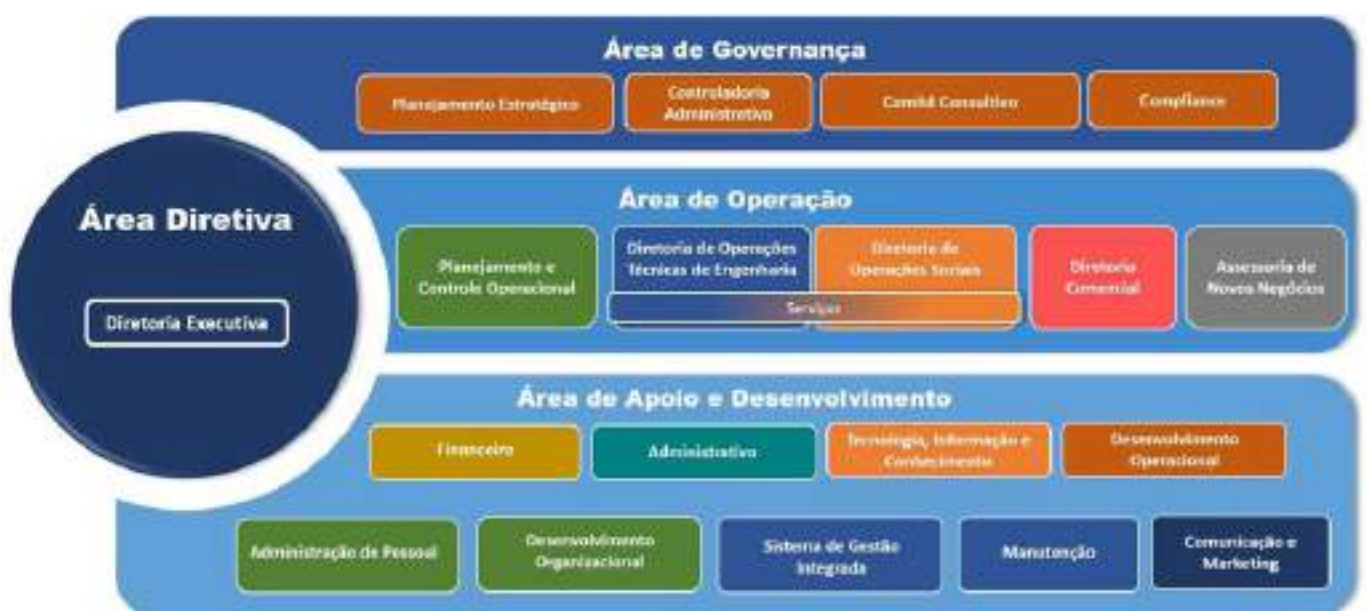 Área de Governança
Planejamento Estratégico
Controladoria
Administrativa
Comitê Consultivo
Compliance
Área Diretiva
Diretoria Executiva
Área de Operação
Planejamento e
Controle Operacional
Diretoria de Operações
Técnicas de Engenharia
Diretoria de
Operações Sociais
Serviços
Diretoria
Comercial
Assessoria de
Novos Negócios
Área de Apoio e Desenvolvimento
Financeiro
Administrativo
Tecnologia, Informação e
Conhecimento
Desenvolvimento
Operacional
Administração de Pessoal
Desenvolvimento
Organizacional
Sistema de Gestão
Integrada
Manutenção
Comunicação e
Marketing